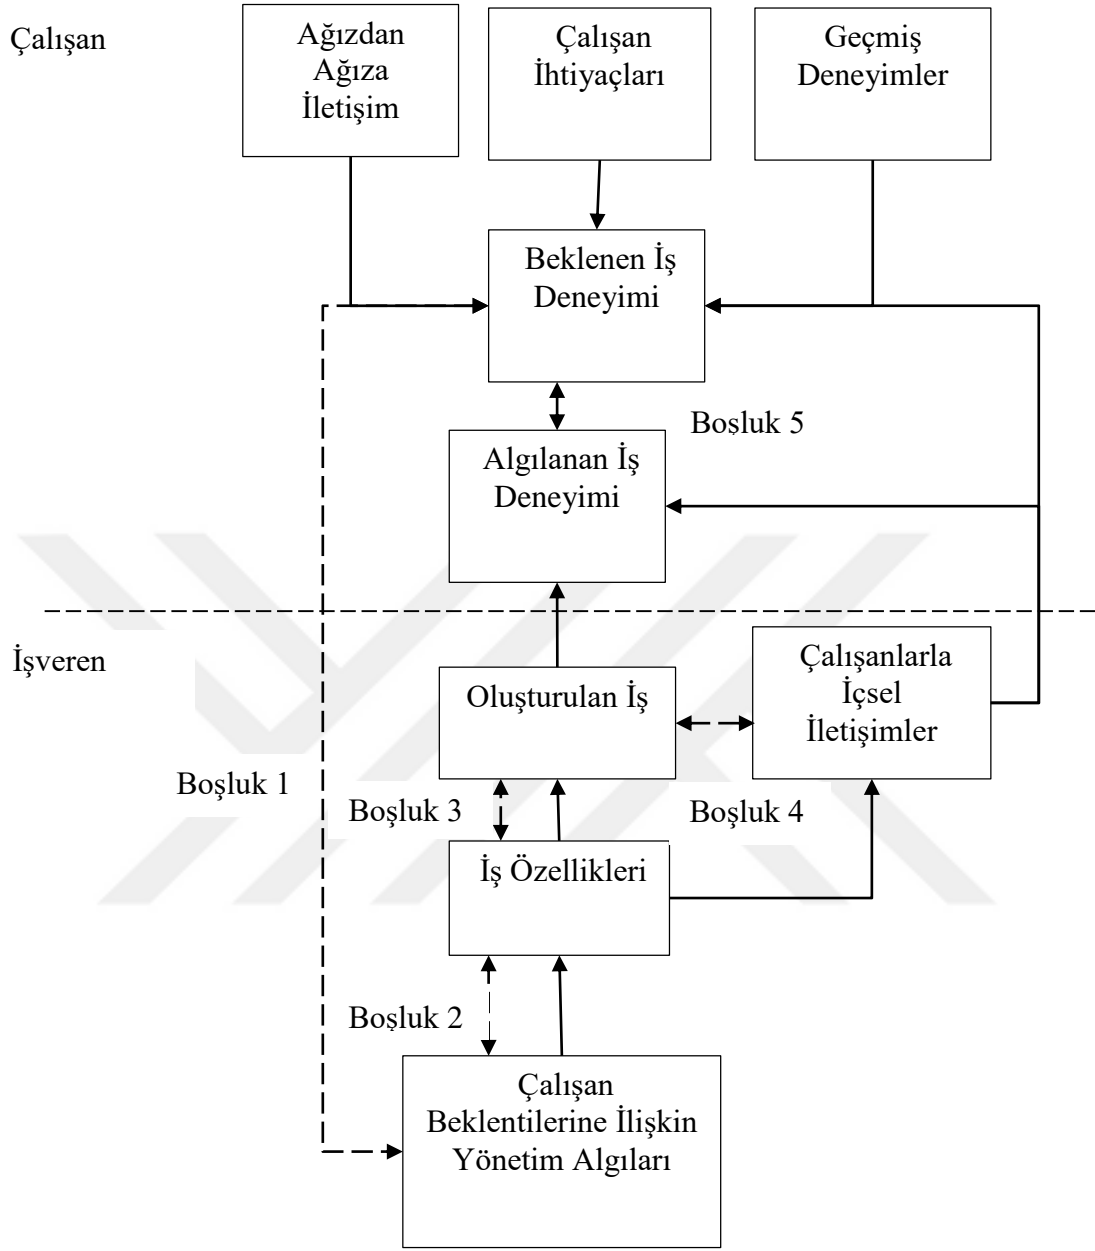 Çalışan
Ağızdan
Ağıza
İletişim
Çalışan
İhtiyaçları
Geçmiş
Deneyimler
Beklenen İş
Deneyimi
Boşluk 5
Algılanan İş
Deneyimi
İşveren
Oluşturulan İş
Çalışanlarla
İçsel
İletişimler
Boşluk 1
Boşluk 3
Boşluk 4
İş Özellikleri
Boşluk 2
Çalışan
Beklentilerine İlişkin
Yönetim Algıları